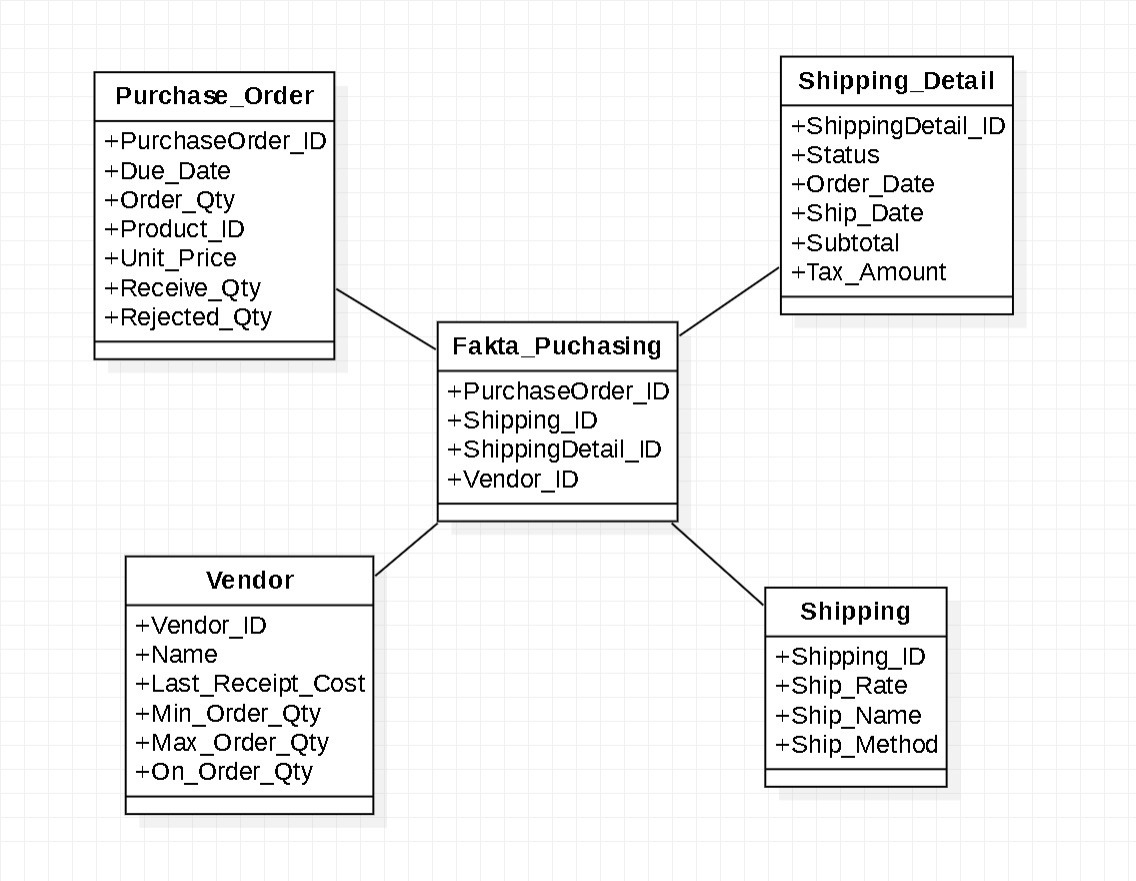 Purchase_Order
+PurchaseOrder_ID
+Due_Date
+Order_Qty
+Product_ID
+Unit_Price
+Receive_Qty
+Rejected_Qty
Shipping_Detail
+ShippingDetail_ID
+Status
+Order_Date
+Ship_Date
+Subtotal
+Tax_Amount
Fakta_Puchasing
+PurchaseOrder_ID
+Shipping_ID
+ShippingDetail_ID
+Vendor_ID
Vendor
+Vendor_ID
+Name
+Last_Receipt_Cost
+Min_Order_Qty
+Max_Order_Qty
+On_Order_Qty
Shipping
+Shipping_ID
+Ship_Rate
+Ship_Name
+Ship_Method